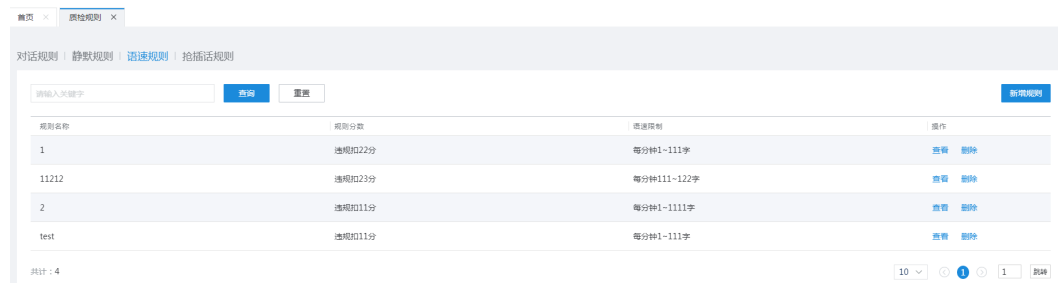 首页 × 质检规则 ×
对话规则 | 静默规则 | 语速规则 | 抢插话规则
请输入关键字 查询 重置 新增规则
规则名称 规则分数 语速限制 操作
1 违规扣22分 每分钟1~111字 查看 删除
11212 违规扣23分 每分钟111~122字 查看 删除
2 违规扣11分 每分钟1~1111字 查看 删除
test 违规扣11分 每分钟1~111字 查看 删除
共计：4 10 1 1 跳转